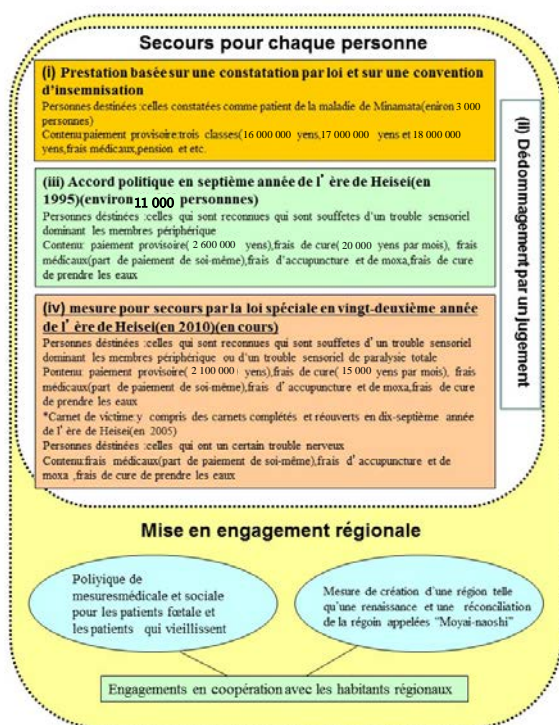 Secours pour chaque personne
(i) Prestation basée sur une constatation par loi et sur une convention
d'insemnisation
Personnes destinées :celles constatées comme patient de la maladie de Minamata(eniron 3 000
personnes)
Contenu:paiement provisoire:trois classes(16 000 000 yens,17 000 000 yens et 18 000 000
yens,frais médicaux,pension et etc.
(iii) Accord politique en septième année de l' ère de Heisei(en
1995)(environ 11 000 personnnes)
Personnes déstinées :celles qui sont reconnues qui sont souffetes d'un trouble sensoriel
dominant les membres périphérique
Contenu: paiement provisoire( 2 600 000 yens),frais de cure( 20 000 yens par mois), frais
médicaux(part de paiement de soi-même),frais d'accupuncture et de moxa,frais de cure
de prendre les eaux
(iv) mesure pour secours par la loi spéciale en vingt-deuxième année
de l' ère de Heisei(en 2010)(en cours)
Personnes déstinées :celles qui sont reconnues qui sont souffetes d' un trouble sensoriel
dominant les membres périphérique ou d'un trouble sensoriel de paralysie totale
Pontenu: paiement provisoire( 2 100 000 yens),frais de cure( 15 000 yens par mois), frais
médicaux(part de paiement de soi-même),frais d' accupuncture et de moxa,frais de cure
de prendre les eaux
*Carnet de victime y compris des carnets complétés et réouverts en dix-septième année
de l' ère de Heisei(en 2005)
Personnes déstinées :celles qui ont un certain trouble nerveux
Contenu:frais médicaux(part de paiement de soi-même),frais d' accupuncture et de
moxa ,frais de cure de prendre les eaux
(ii) Dédommagement par un jugement
Mise en engagement régionale
Poliyique de
mesuresmédicale et sociale
pour les patients fœtale et
les patients qui vieillissent
Mesure de création d'une région telle
qu'une renaissance et une réconciliation
de la régoin appelées "Moyai-naoshi"
Engagements en coopération avec les habitants régionaux